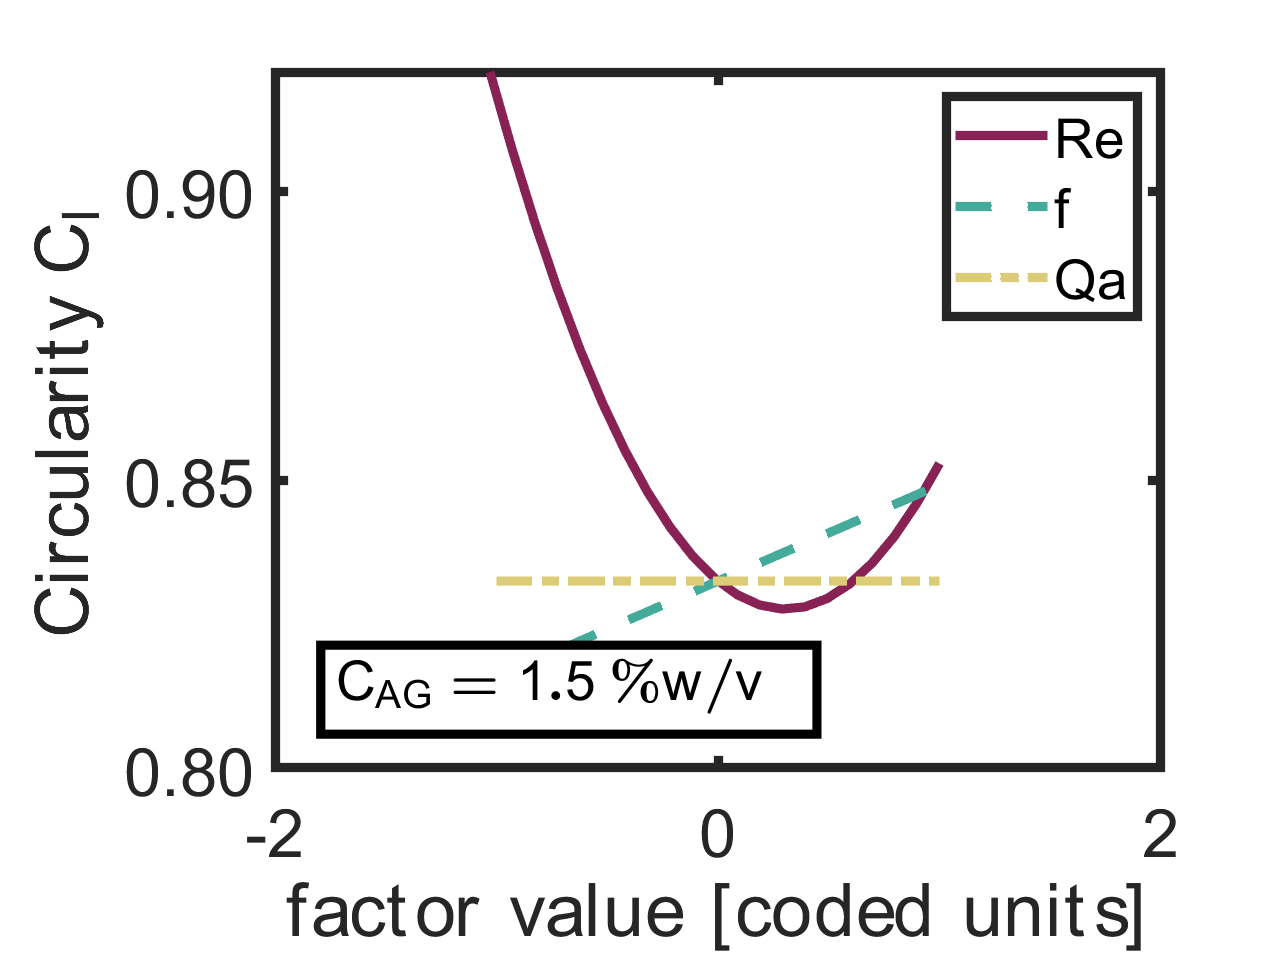 Circularity C_I
0.90
0.85
0.80
-2
0
2
factor value [coded units]
Re
f
Qa
C_AG = 1.5 %w/v